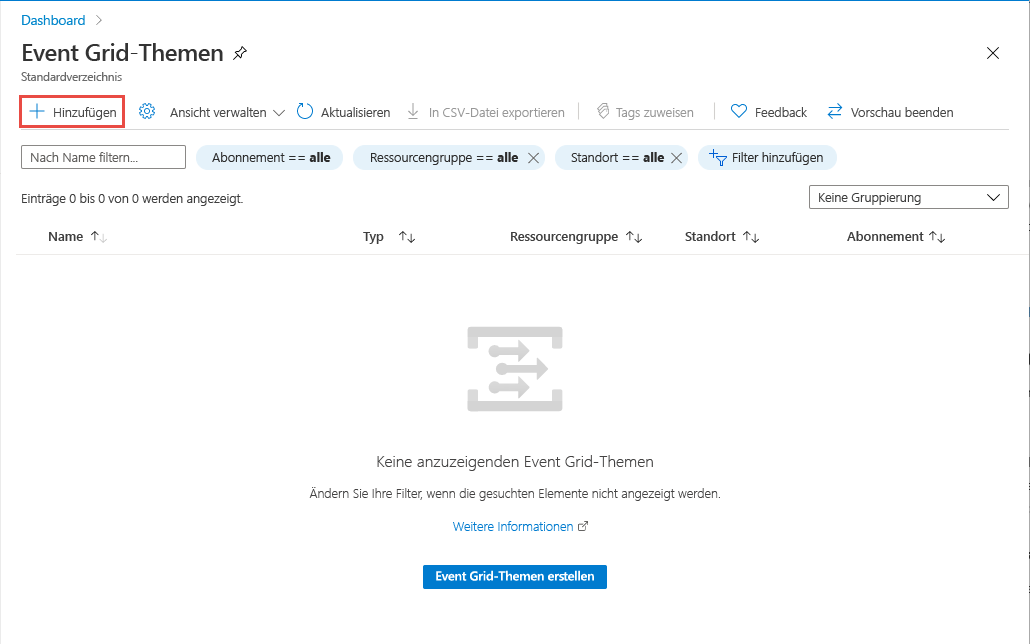 Dashboard
Event Grid-Themen
Standardverzeichnis
Hinzufügen Ansicht verwalten Aktualisieren In CSV-Datei exportieren Tags zuweisen Feedback Vorschau beenden
Nach Name filtern... Abonnement == alle Ressourcengruppe == alle Standort == alle Filter hinzufügen
Einträge 0 bis 0 von 0 werden angezeigt. Keine Gruppierung
Name Typ Ressourcengruppe Standort Abonnement
Keine anzuzeigenden Event Grid-Themen
Ändern Sie Ihre Filter, wenn die gesuchten Elemente nicht angezeigt werden.
Weitere Informationen
Event Grid-Themen erstellen